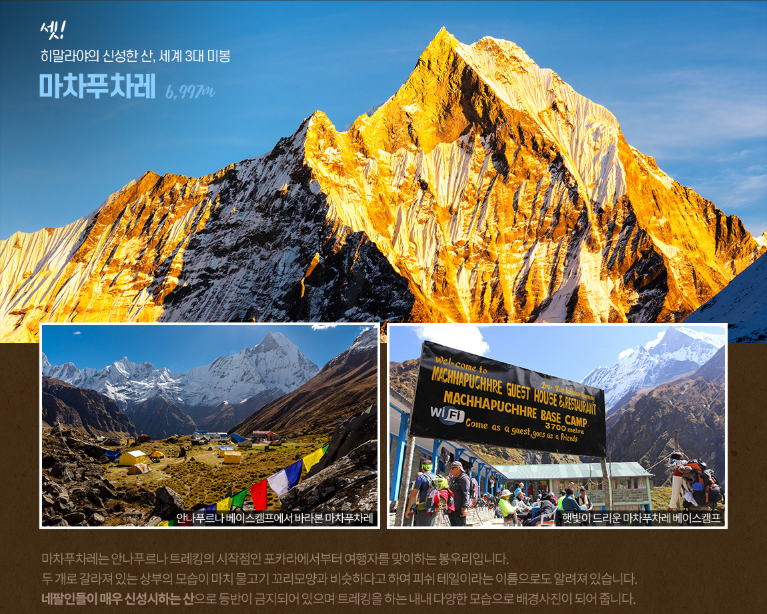 셋!
히말라야의 신성한 산, 세계 3대 미봉
마차푸차레 6,997m
안나푸르나 베이스캠프에서 바라본 마차푸차레
well-come to
MACHHAPUCHHRE GUEST HOUSE & RESTAURANT
MACHHAPUCHHRE BASE CAMP
WiFi
3700 metre
Come as a guest, goes as a friends
햇빛이 드리운 마차푸차레 베이스캠프
마차푸차레는 안나푸르나 트레킹의 시작점인 포카라에서부터 여행자를 맞이하는 봉우리입니다.
두 개로 갈라져 있는 상부의 모습이 마치 물고기 꼬리모양과 비슷하다고 하여 피쉬 테일이라는 이름으로도 알려져 있습니다.
네팔인들이 매우 신성시하는 산으로 등반이 금지되어 있으며 트레킹을 하는 내내 다양한 모습으로 배경사진이 되어 줍니다.